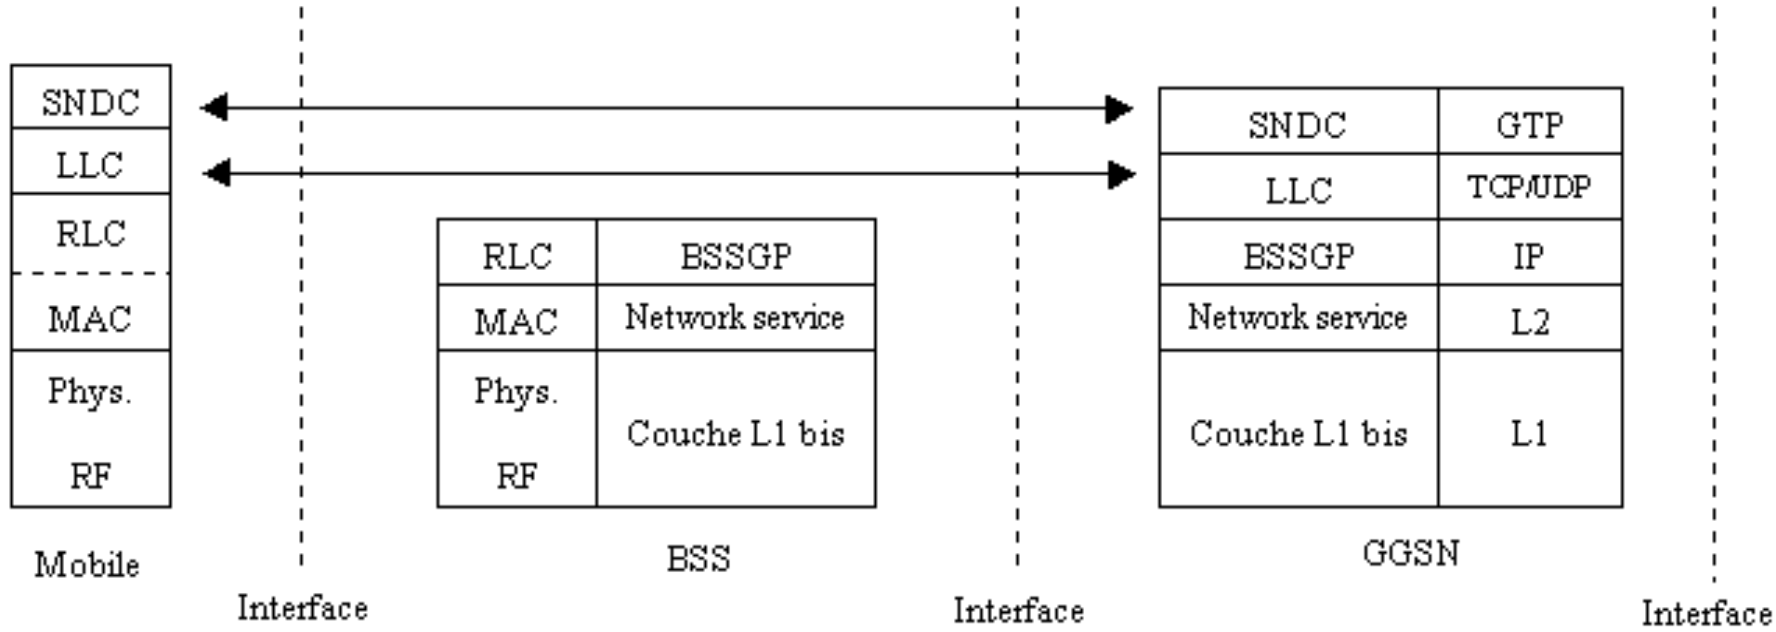 SNDC
LLC
RLC
MAC
Phys.
RF
Mobile
Interface
RLC BSSGP
MAC Network service
Phys.
Couche L1 bis
RF
BSS
Interface
SNDC GTP
LLC TCP/UDP
BSSGP IP
Network service L2
Couche L1 bis L1
GGSN
Interface